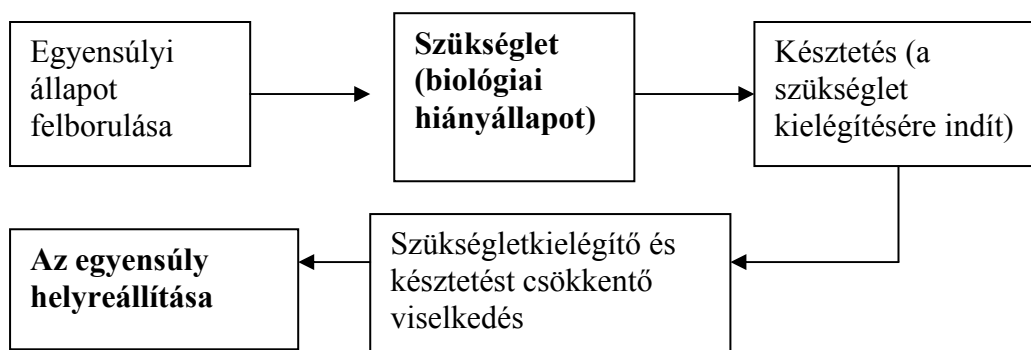 Egyensúlyi
állapot
felborulása
Szükséglet
(biológiai
hiányállapot)
Késztetés (a
szükséglet
kielégítésére indít)
Szükségletkielégítő és
késztetést csökkentő
viselkedés
Az egyensúly
helyreállítása